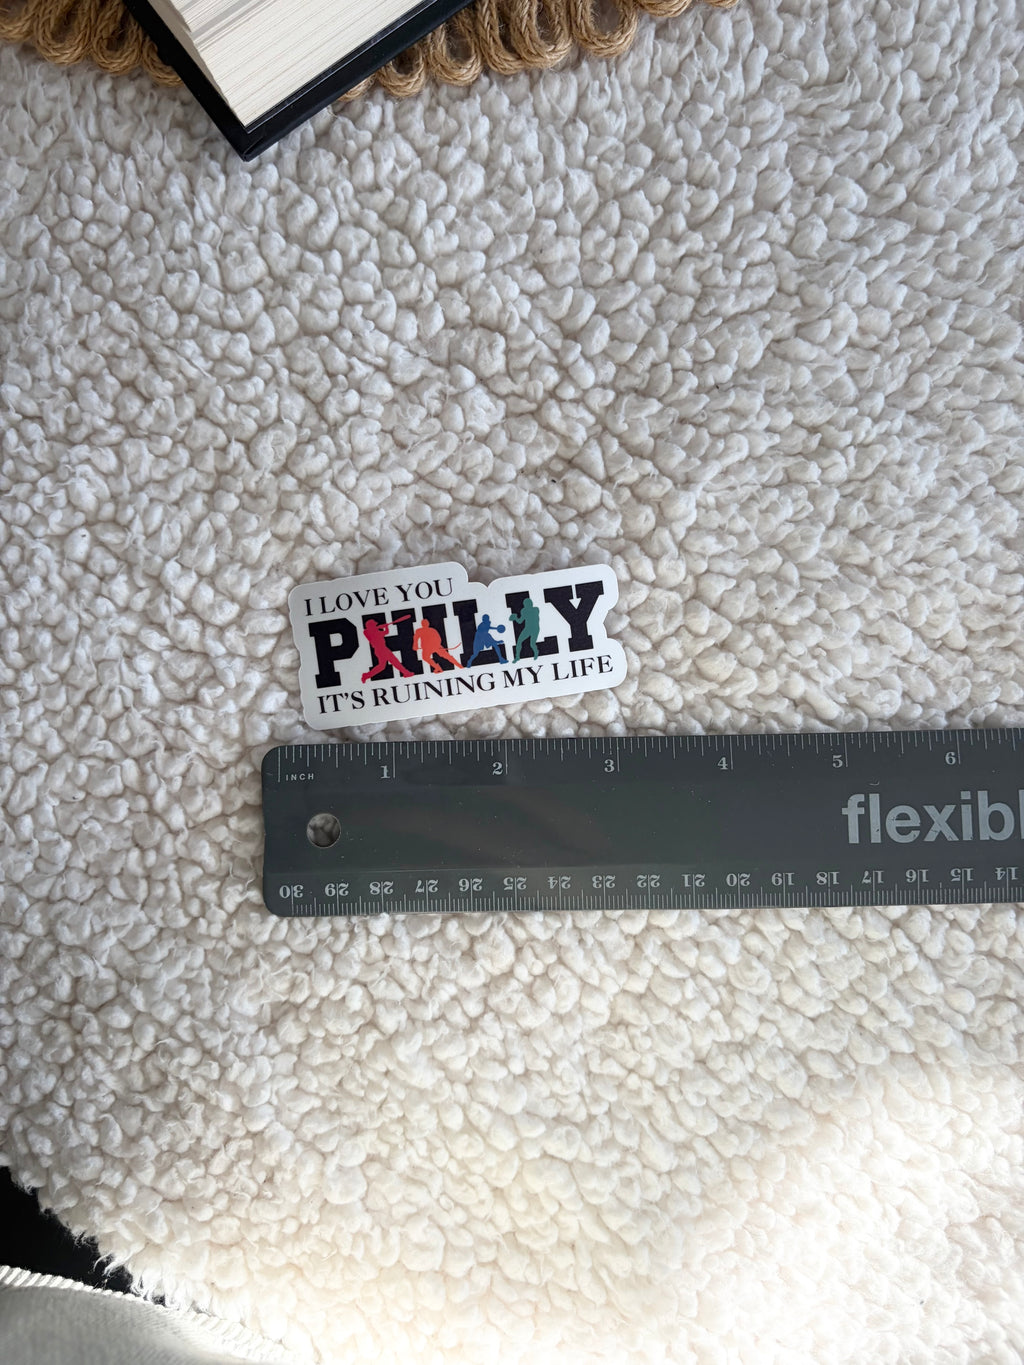 I LOVE YOU
PHILLY
IT'S RUINING MY LIFE
1 2 3 4 5 6
INCH
flexibl
30 29 28 27 26 25 24 23 22 21 20 19 18 17 16 15 14